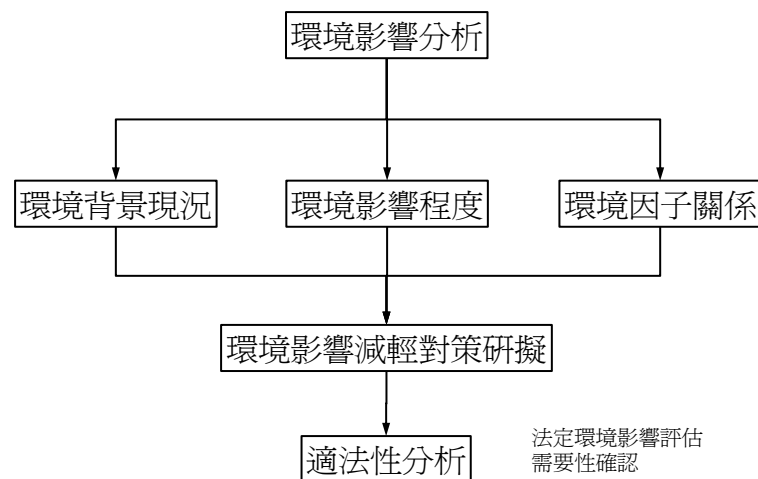 環境影響分析
環境背景現況
環境影響程度
環境因子關係
環境影響減輕對策研擬
適法性分析
法定環境影響評估
需要性確認